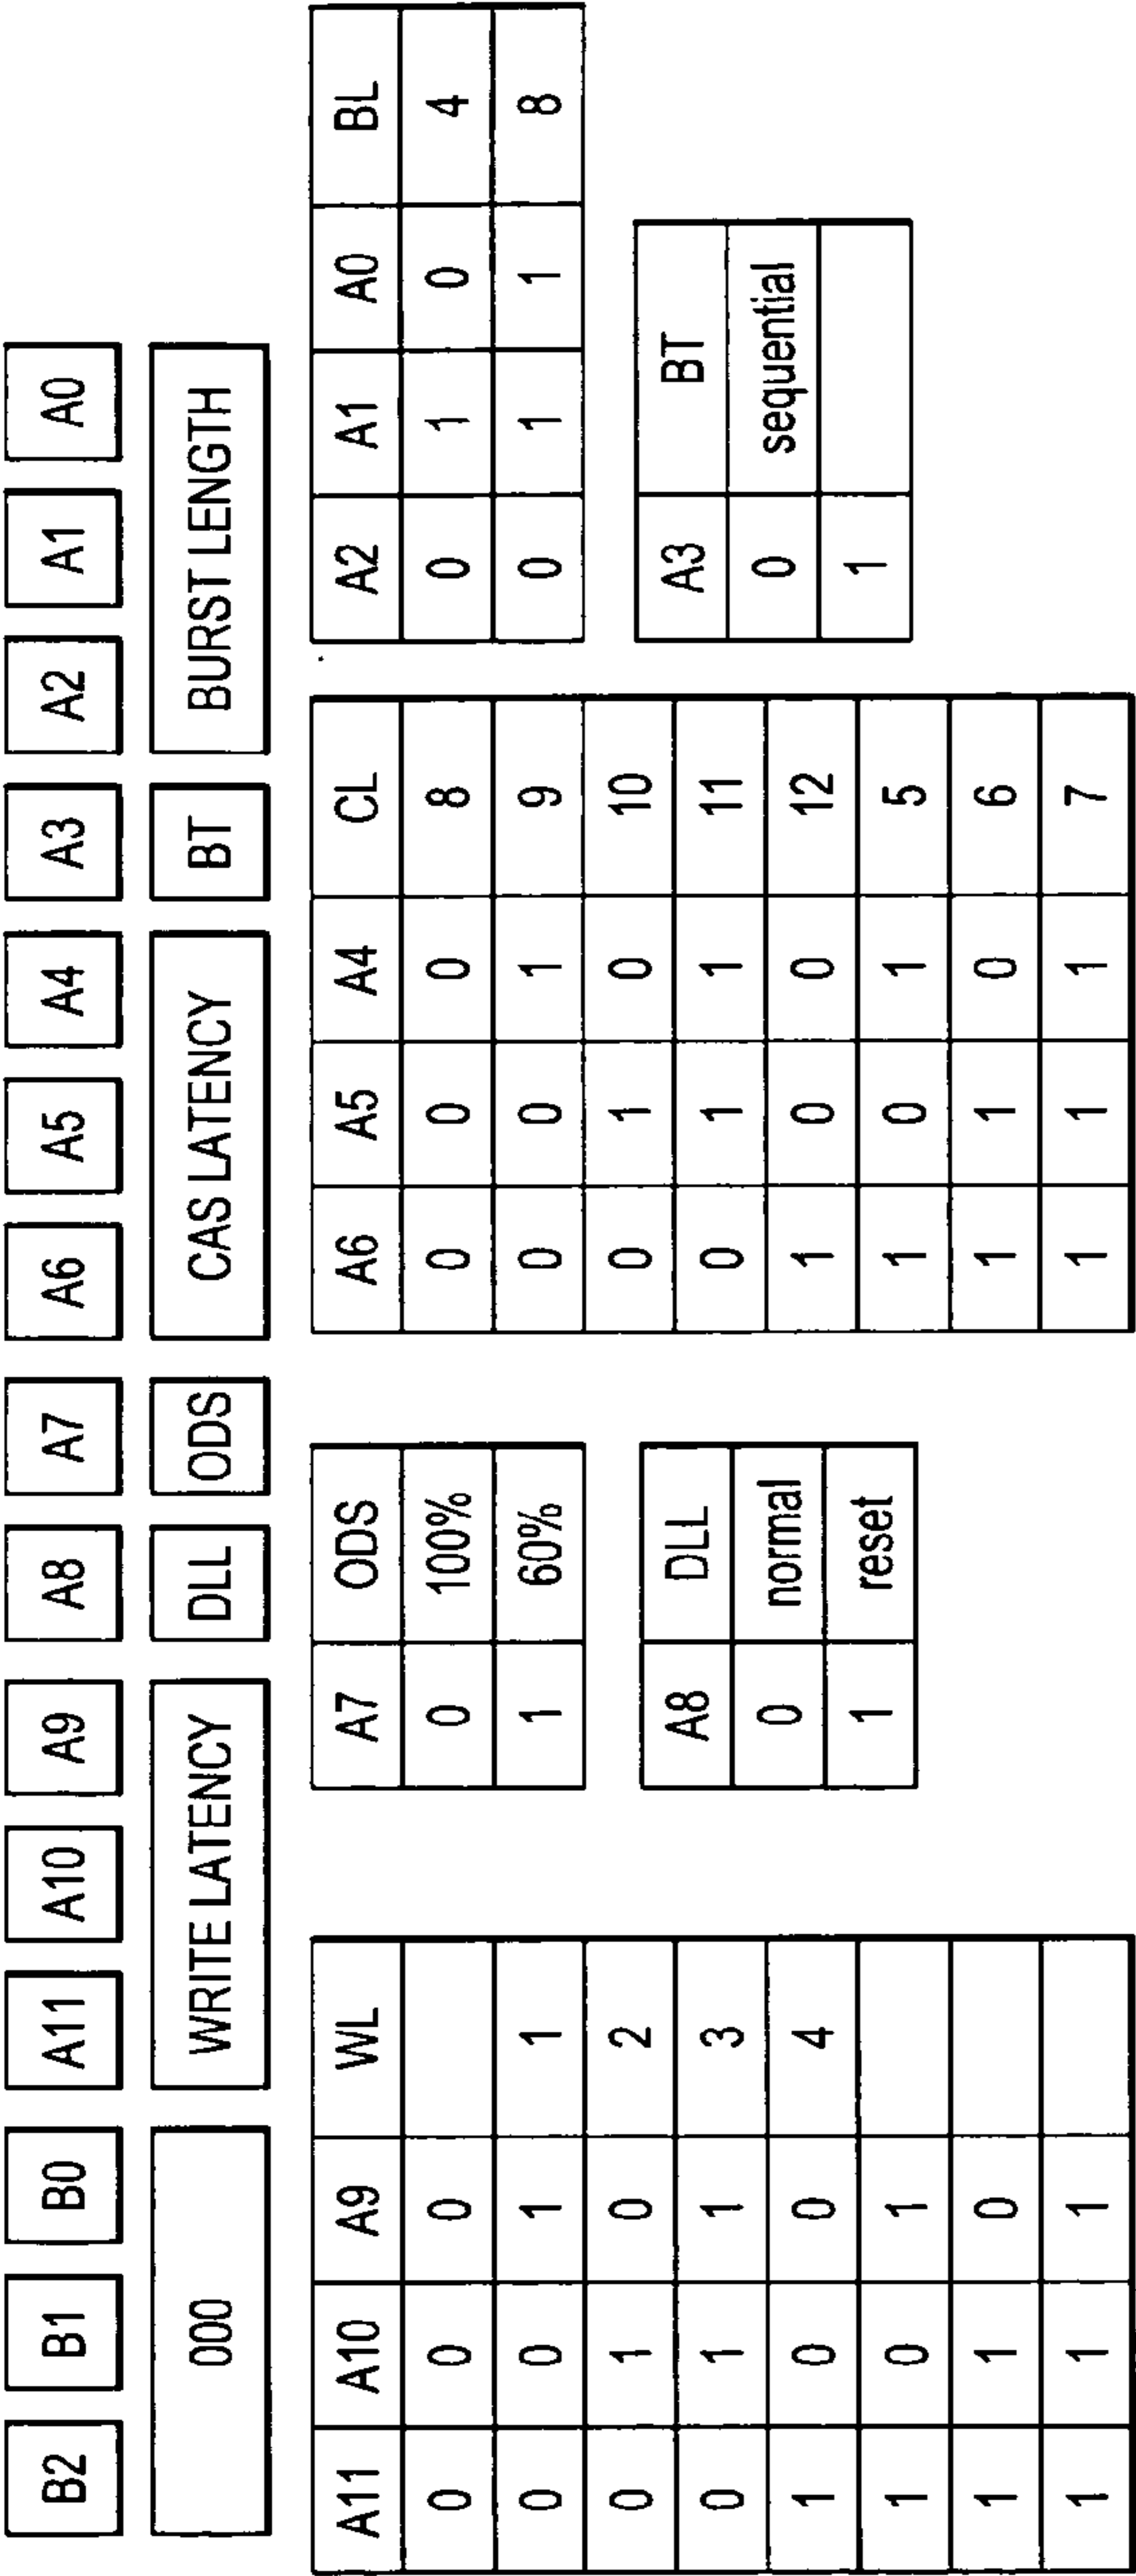 B2 B1 B0 A11 A10 A9 A8 A7 A6 A5 A4 A3 A2 A1 A0
000 WRITE LATENCY DLL ODS CAS LATENCY BT BURST LENGTH
A11 A10 A9 WL
0 0 0
0 0 1 1
0 1 0 2
0 1 1 3
1 0 0 4
1 0 1
1 1 0
1 1 1
A7 ODS
0 100%
1 60%
A8 DLL
0 normal
1 reset
A6 A5 A4 CL
0 0 0 8
0 0 1 9
0 1 0 10
0 1 1 11
1 0 0 12
1 0 1 5
1 1 0 6
1 1 1 7
A2 A1 A0 BL
0 1 0 4
0 1 1 8
A3 BT
0 sequential
1